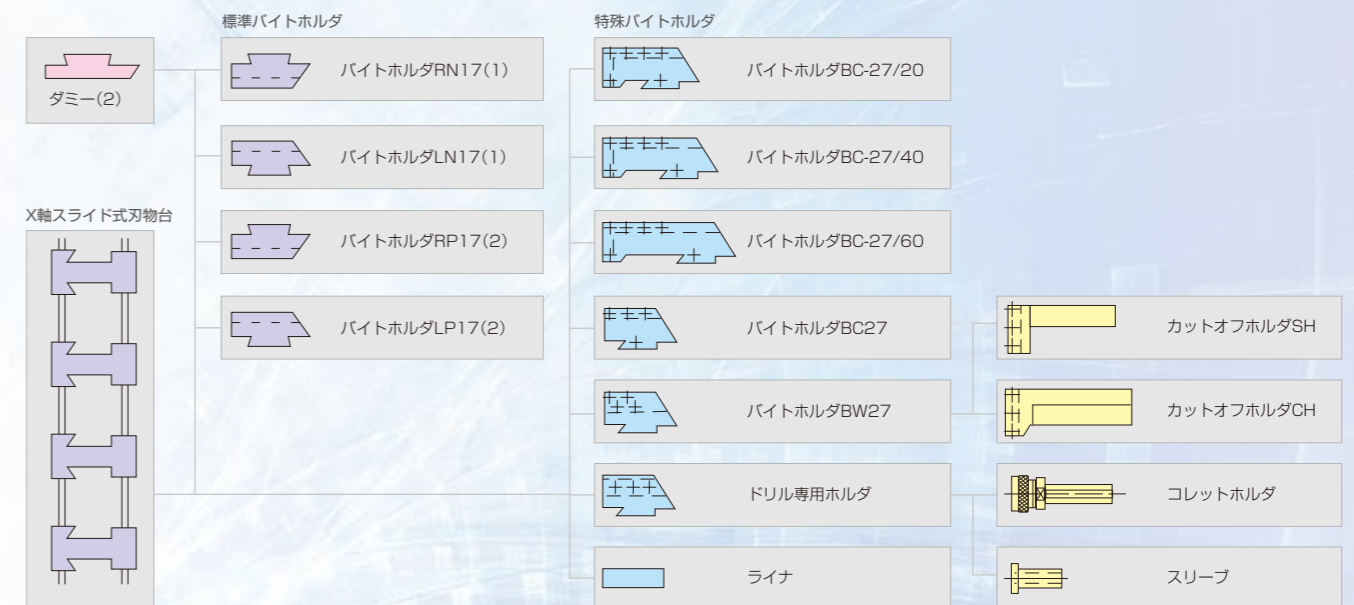 標準バイトホルダ
特殊バイトホルダ
ダミー(2)
バイトホルダRN17(1)
バイトホルダBC-27/20
バイトホルダLN17(1)
バイトホルダBC-27/40
X軸スライド式刃物台
バイトホルダRP17(2)
バイトホルダBC-27/60
バイトホルダLP17(2)
バイトホルダBC27
カットオフホルダSH
バイトホルダBW27
カットオフホルダCH
ドリル専用ホルダ
コレットホルダ
ライナ
スリーブ